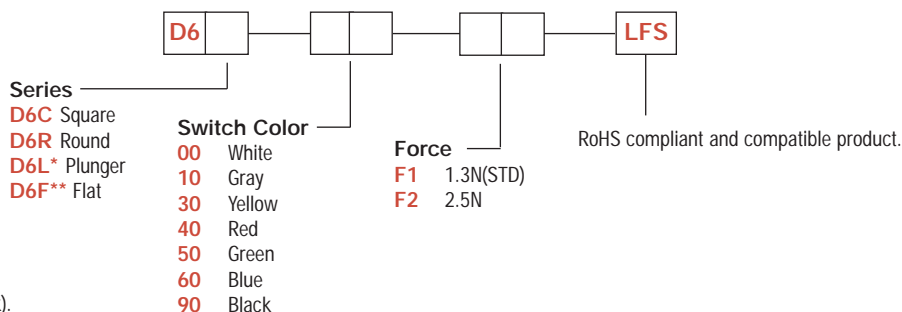 D6
LFS
Series
D6C Square
D6R Round
D6L* Plunger
D6F** Flat
Switch Color
00 White
10 Gray
30 Yellow
40 Red
50 Green
60 Blue
90 Black
Force
F1 1.3N(STD)
F2 2.5N
RoHS compliant and compatible product.
).